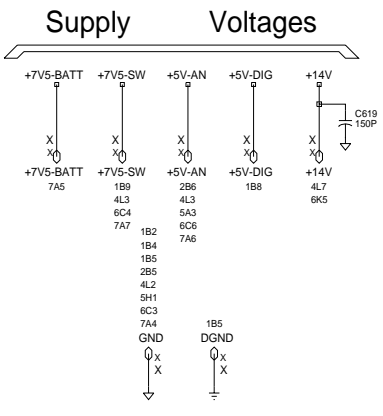 Supply Voltages
+7V5-BATT +7V5-SW +5V-AN +5V-DIG +14V
C619
150P
X X X X X
X X X X X
+7V5-BATT +7V5-SW +5V-AN +5V-DIG +14V
7A5 1B9 2B6 1B8 4L7
4L3 4L3 6K5
6C4 5A3
7A7 6C6
7A6
1B2
1B4
1B5
2B5
4L2
5H1
6C3
7A4 1B5
GND DGND
X X
X X